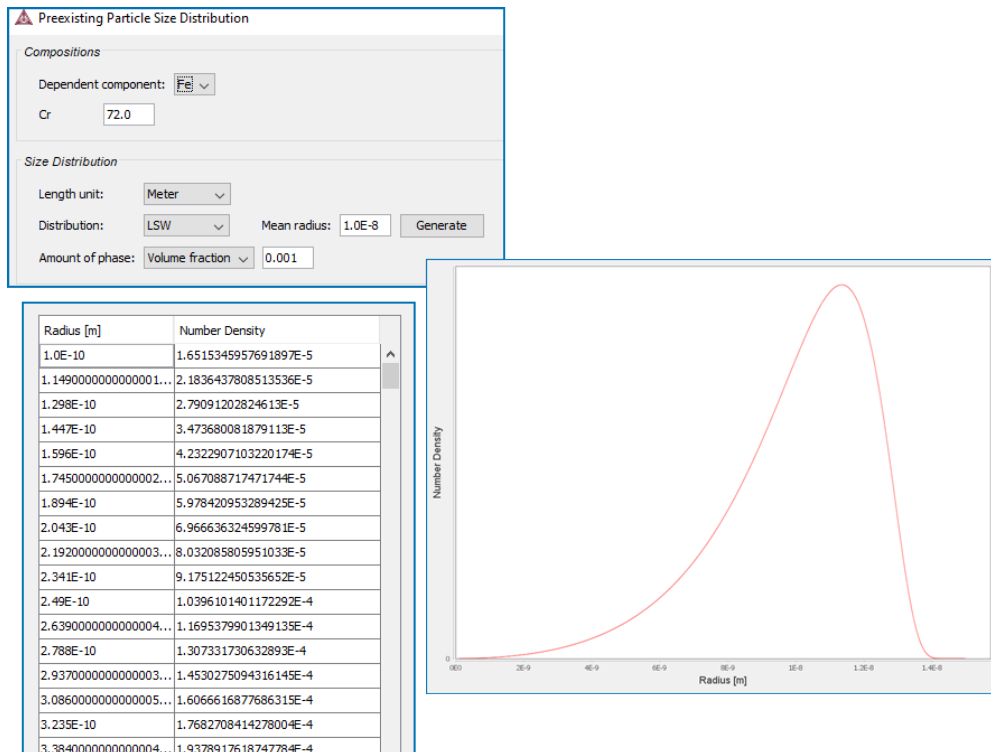 Preexisting Particle Size Distribution
Compositions
Dependent component: Fe
Cr 72.0
Size Distribution
Length unit: Meter
Distribution: LSW Mean radius: 1.0E-8 Generate
Amount of phase: Volume fraction 0.001
Radius [m] Number Density
1.0E-10 1.6515345957691897E-5
1.1490000000000001... 2.1836437808513536E-5
1.298E-10 2.79091202824613E-5
1.447E-10 3.473680081879113E-5
1.596E-10 4.2322907103220174E-5
1.7450000000000002... 5.067088717471744E-5
1.894E-10 5.978420953289425E-5
2.043E-10 6.966636324599781E-5
2.1920000000000003... 8.032085805951033E-5
2.341E-10 9.175122450535652E-5
2.49E-10 1.0396101401172292E-4
2.6390000000000004... 1.1695379901349135E-4
2.788E-10 1.307331730632893E-4
2.9370000000000003... 1.4530275094316145E-4
3.0860000000000005... 1.6066616877686315E-4
3.235E-10 1.7682708414278004E-4
3.3840000000000004... 1.9378917618747784E-4
Number Density
0
0E0 2E-9 4E-9 6E-9 8E-9 1E-8 1.2E-8 1.4E-8
Radius [m]